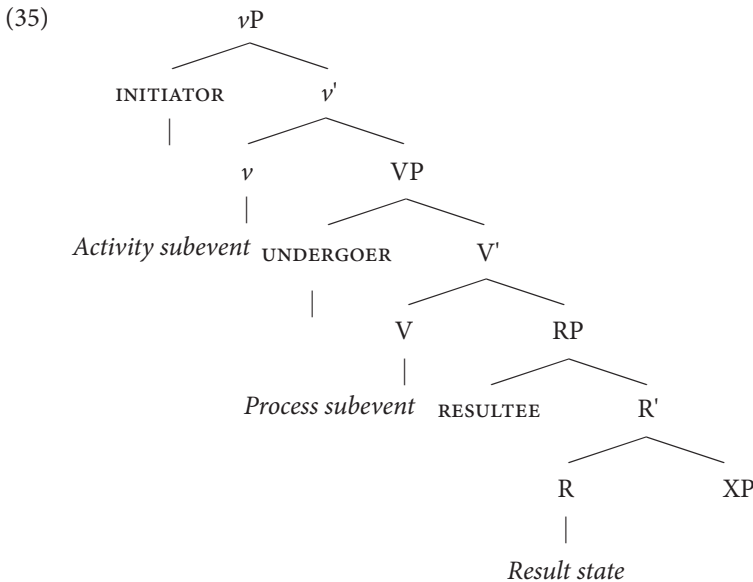 (35) vP
INITIATOR v'
v VP
Activity subevent UNDERGOER V'
V RP
Process subevent RESULTEE R'
R XP
Result state